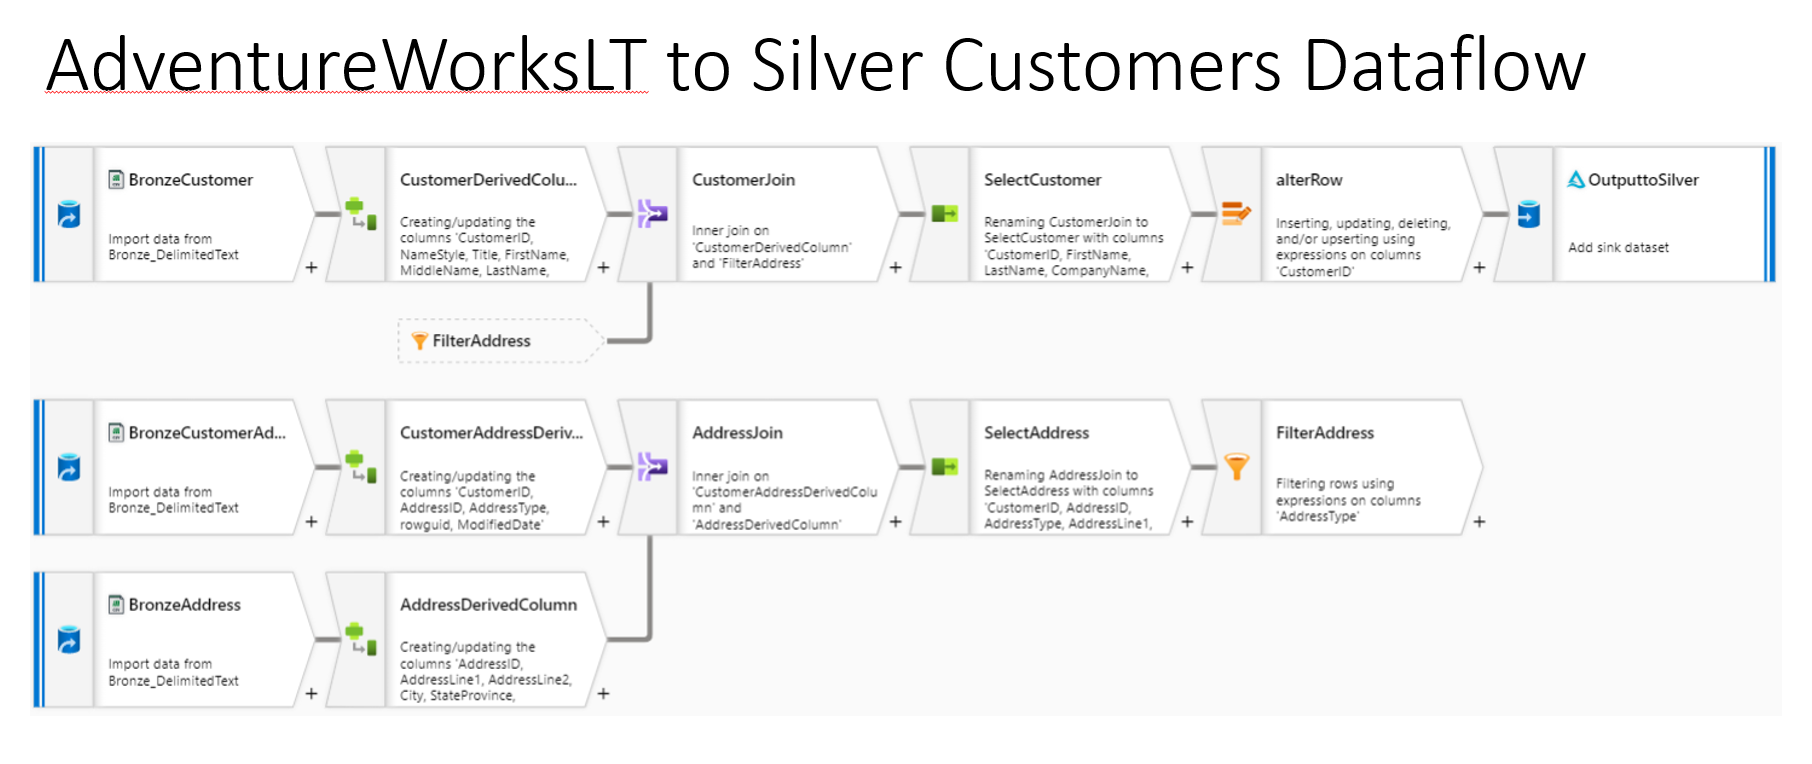 AdventureWorksLT to Silver Customers Dataflow
BronzeCustomer
Import data from
Bronze_DelimitedText
+
CustomerDerivedColu...
Creating/updating the
columns 'CustomerID,
NameStyle, Title, FirstName,
MiddleName, LastName,
+
CustomerJoin
Inner join on
'CustomerDerivedColumn'
and 'FilterAddress'
+
SelectCustomer
Renaming CustomerJoin to
SelectCustomer with columns
'CustomerID, FirstName,
LastName, CompanyName,
+
alterRow
Inserting, updating, deleting,
and/or upserting using
expressions on columns
'CustomerID'
+
OutputtoSilver
Add sink dataset
FilterAddress
BronzeCustomerAd...
Import data from
Bronze_DelimitedText
+
CustomerAddressDeriv...
Creating/updating the
columns 'CustomerID,
AddressID, AddressType,
rowguid, ModifiedDate'
+
AddressJoin
Inner join on
'CustomerAddressDerivedColu
mn' and
'AddressDerivedColumn'
+
SelectAddress
Renaming AddressJoin to
SelectAddress with columns
'CustomerID, AddressID,
AddressType, AddressLine1,
+
FilterAddress
Filtering rows using
expressions on columns
'AddressType'
+
BronzeAddress
Import data from
Bronze_DelimitedText
+
AddressDerivedColumn
Creating/updating the
columns 'AddressID,
AddressLine1, AddressLine2,
City, StateProvince,
+